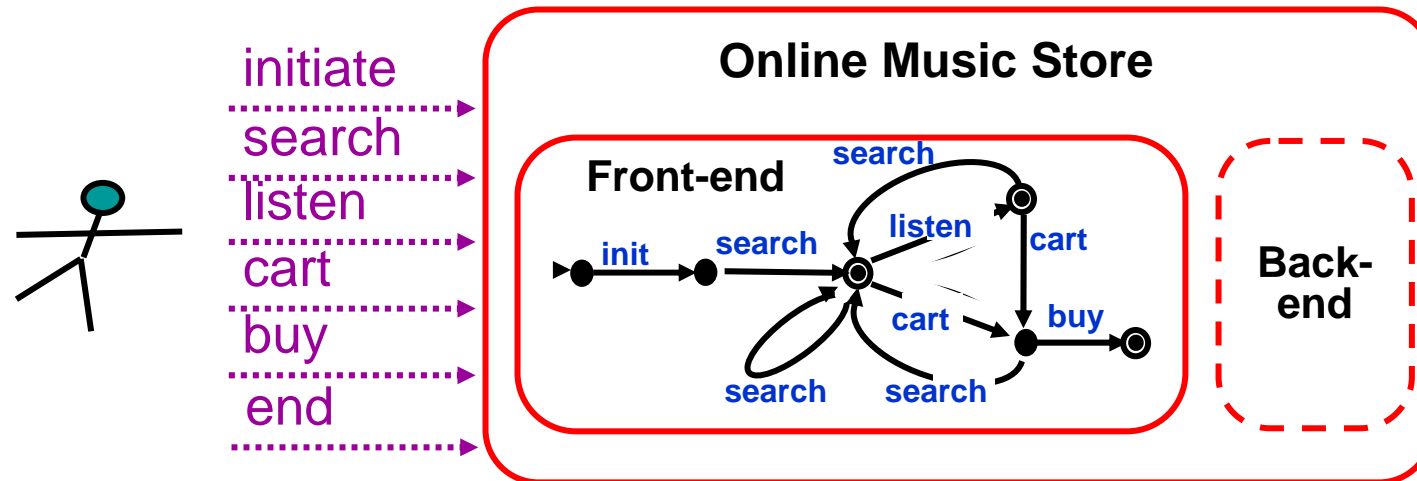 initiate
search
listen
cart
buy
end
Online Music Store
Front-end
search
listen
cart
search
init
cart
buy
search
search
Back-
end